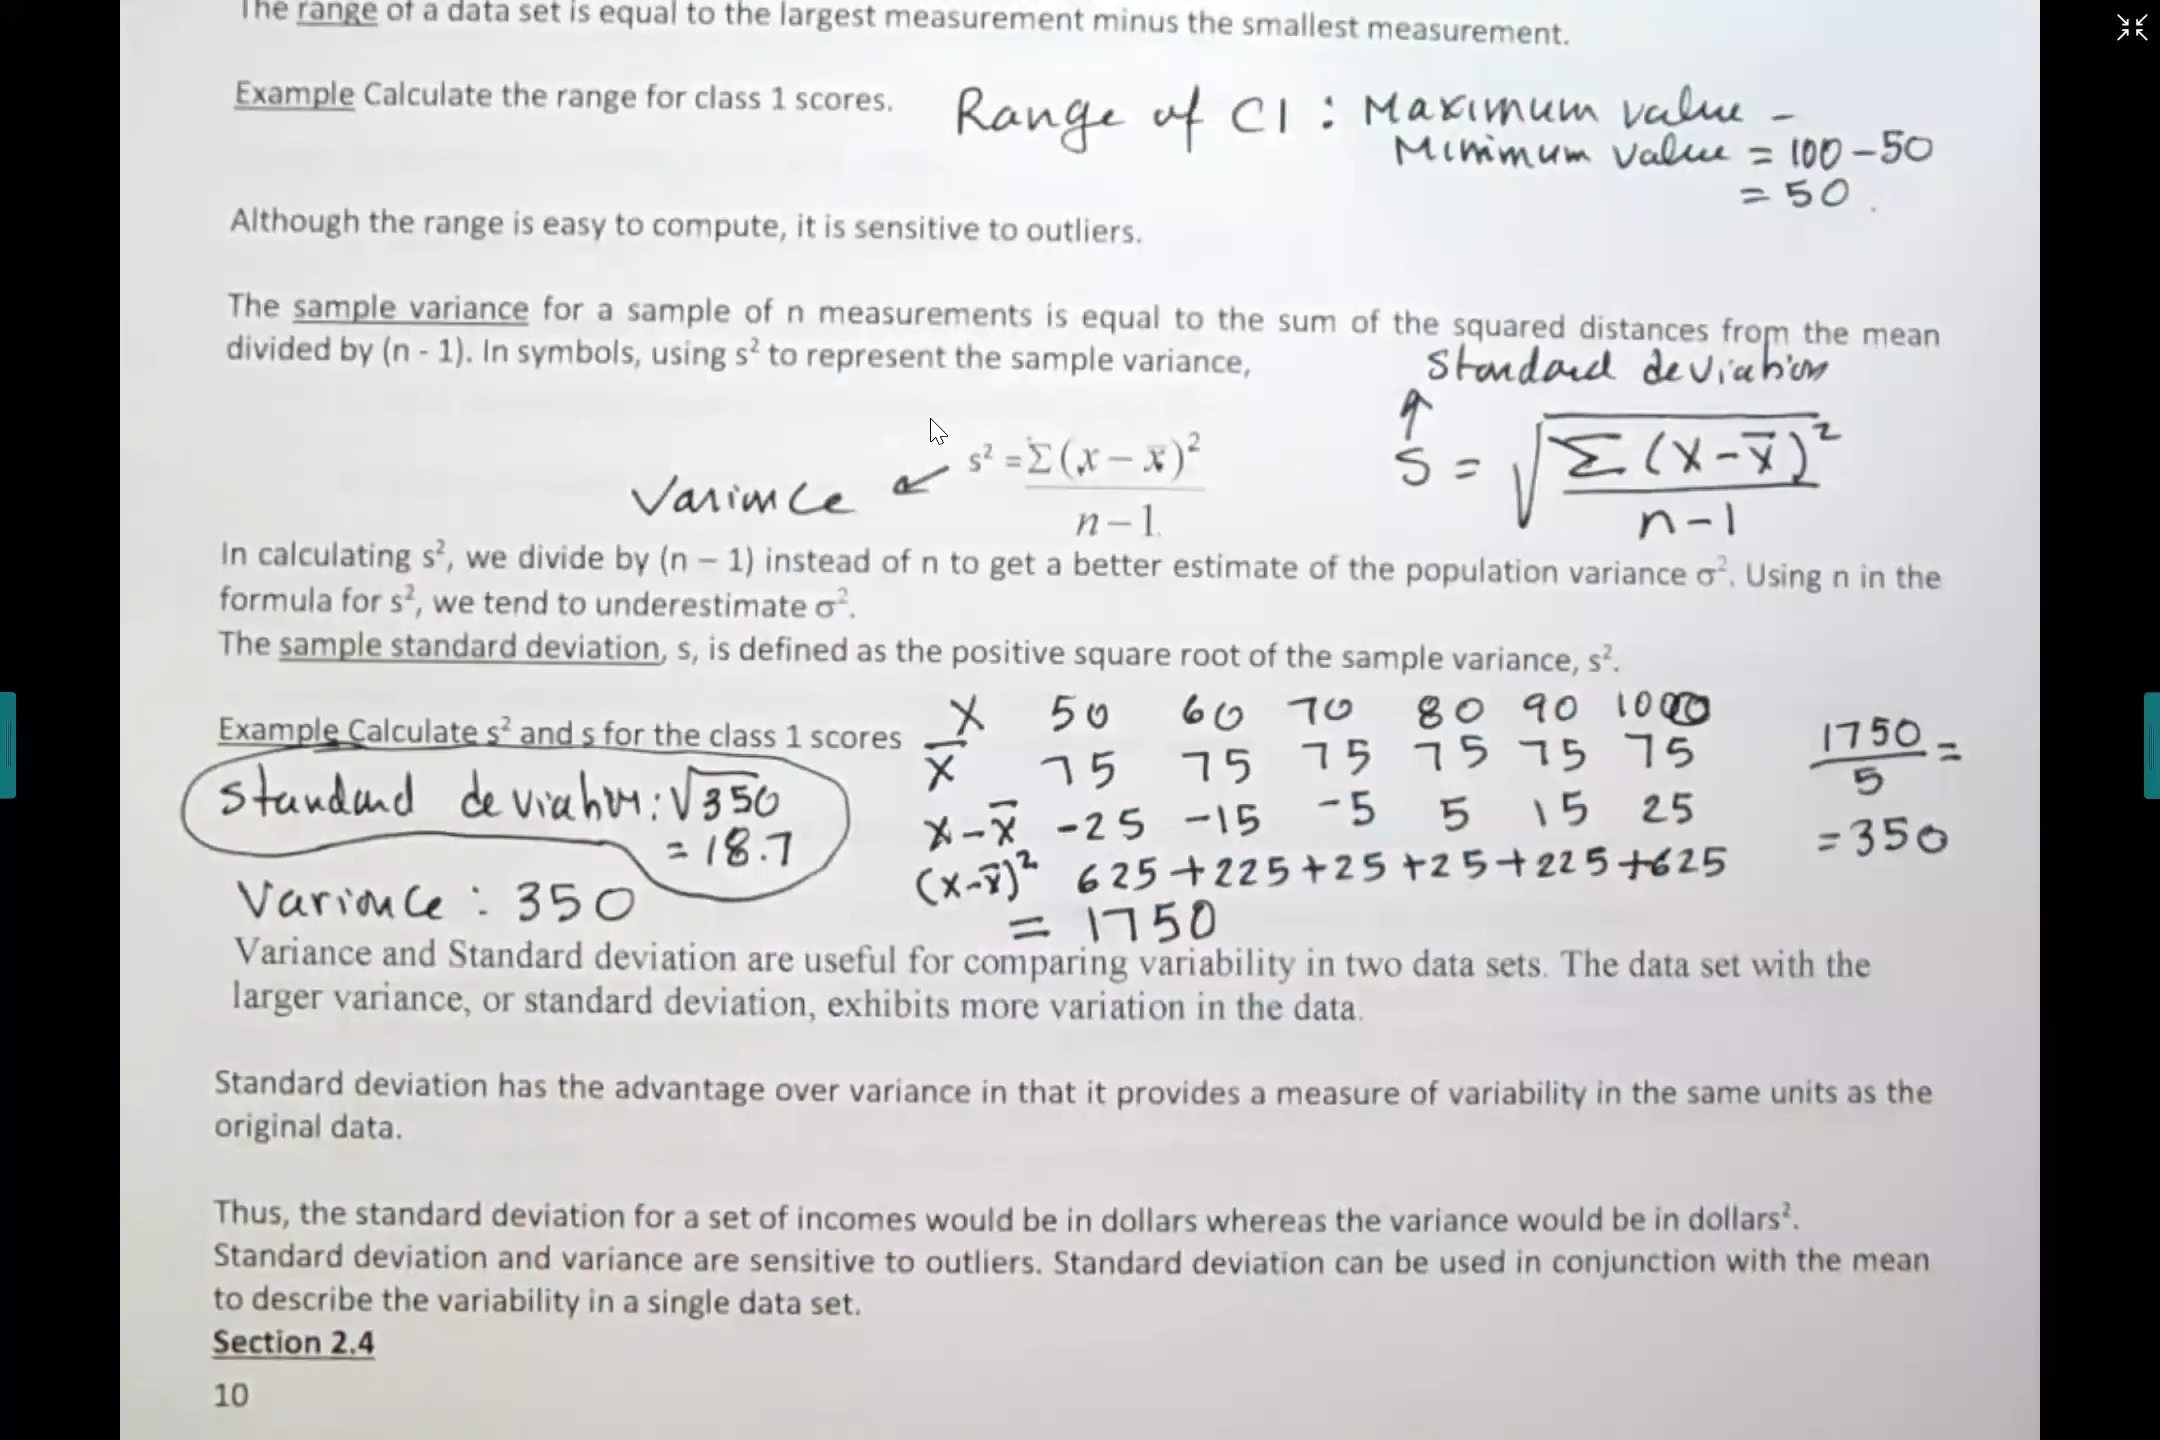 The range of a data set is equal to the largest measurement minus the smallest measurement.
Example Calculate the range for class 1 scores.
Range of C1 : Maximum value -
Minimum value = 100 - 50
= 50.
Although the range is easy to compute, it is sensitive to outliers.
The sample variance for a sample of n measurements is equal to the sum of the squared distances from the mean
divided by (n - 1). In symbols, using s² to represent the sample variance,
Standard deviation
↑
Variance ↙ s² = Σ(x – x̄)² / n – 1
S = √(Σ(x-x̄)² / n-1)
In calculating s², we divide by (n – 1) instead of n to get a better estimate of the population variance σ². Using n in the
formula for s², we tend to underestimate σ².
The sample standard deviation, s, is defined as the positive square root of the sample variance, s².
Example Calculate s² and s for the class 1 scores
Standard deviation: √350
= 18.7
Variance : 350
X 50 60 70 80 90 100
x̄ 75 75 75 75 75 75
x-x̄ -25 -15 -5 5 15 25
(x-x̄)² 625+225+25+25+225+625
= 1750
1750 / 5 =
= 350
Variance and Standard deviation are useful for comparing variability in two data sets. The data set with the
larger variance, or standard deviation, exhibits more variation in the data.
Standard deviation has the advantage over variance in that it provides a measure of variability in the same units as the
original data.
Thus, the standard deviation for a set of incomes would be in dollars whereas the variance would be in dollars².
Standard deviation and variance are sensitive to outliers. Standard deviation can be used in conjunction with the mean
to describe the variability in a single data set.
Section 2.4
10